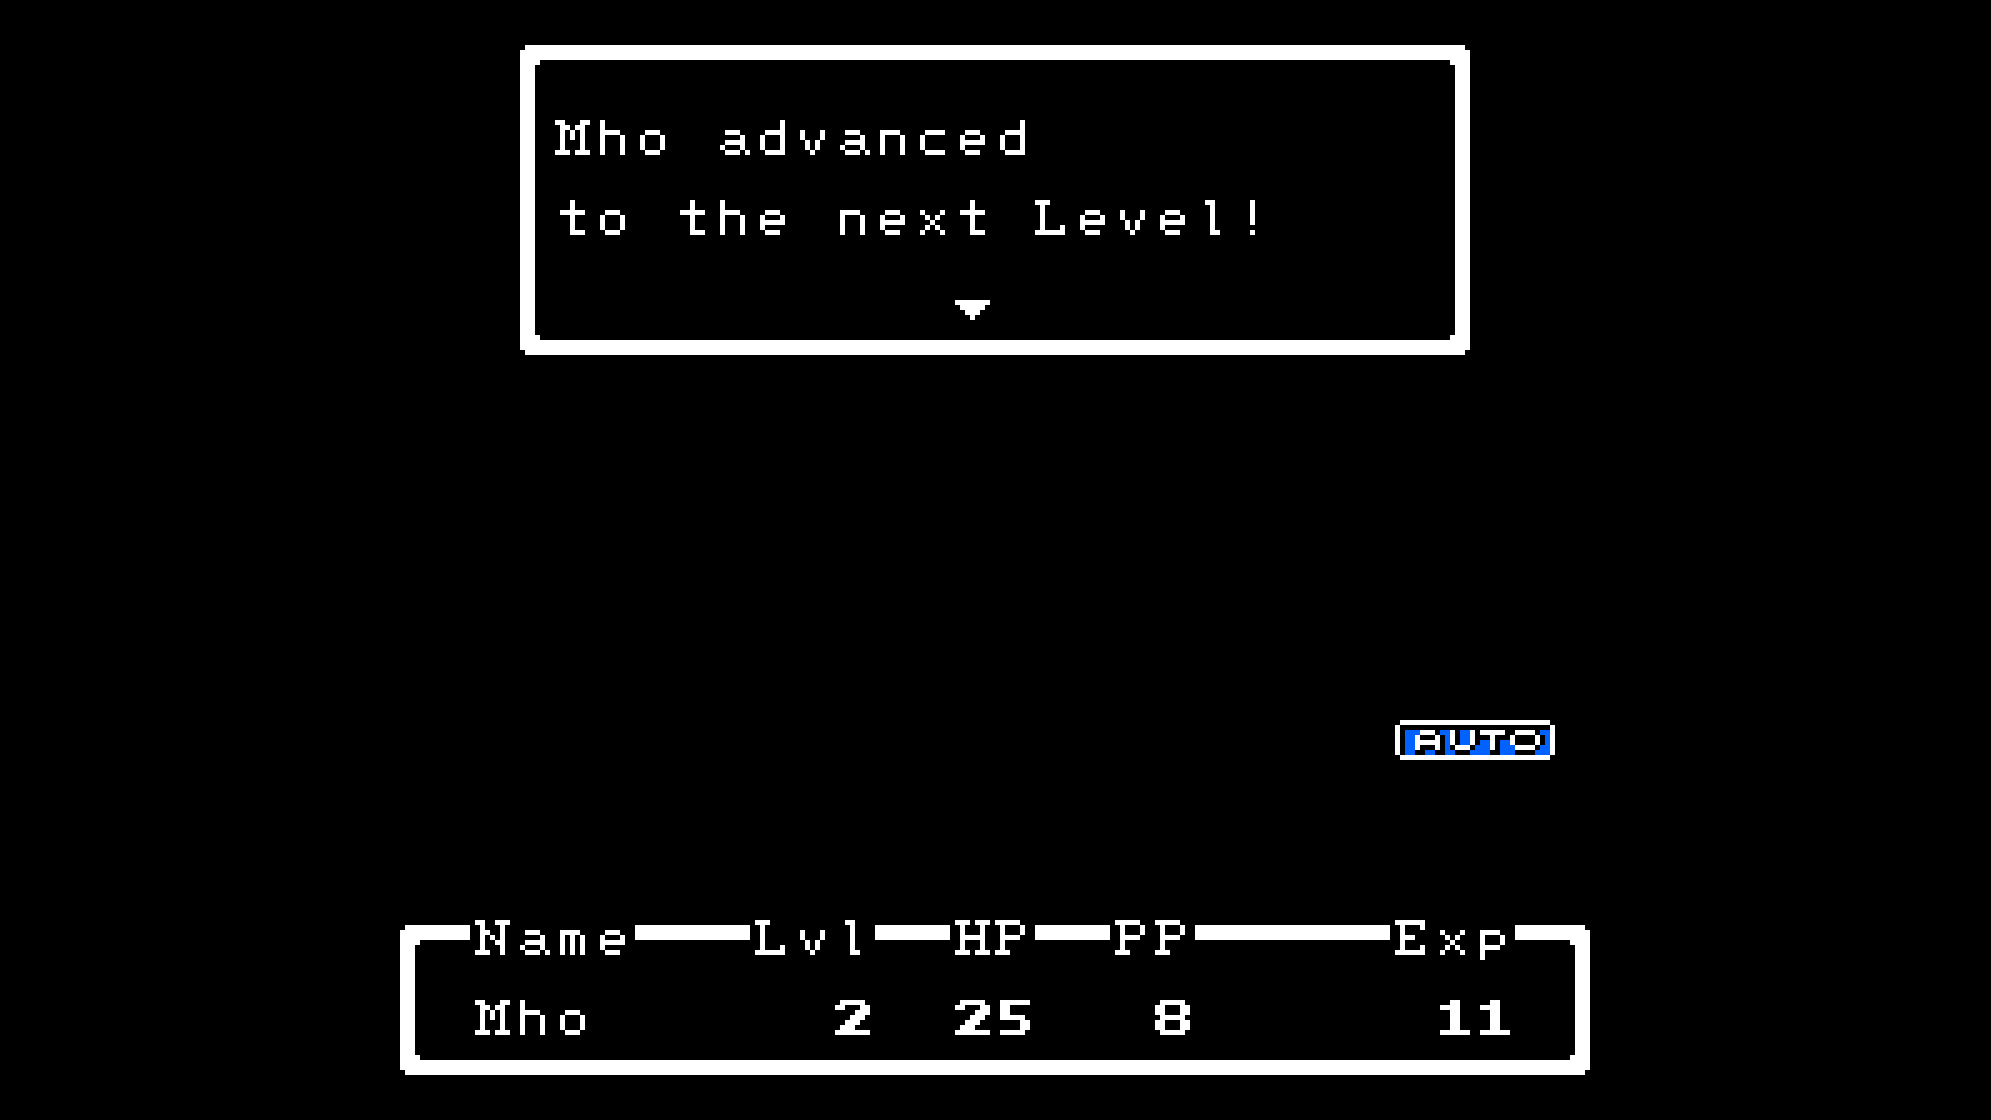 Mho advanced
to the next Level!
AUTO
Name Lvl HP PP Exp
Mho 2 25 8 11